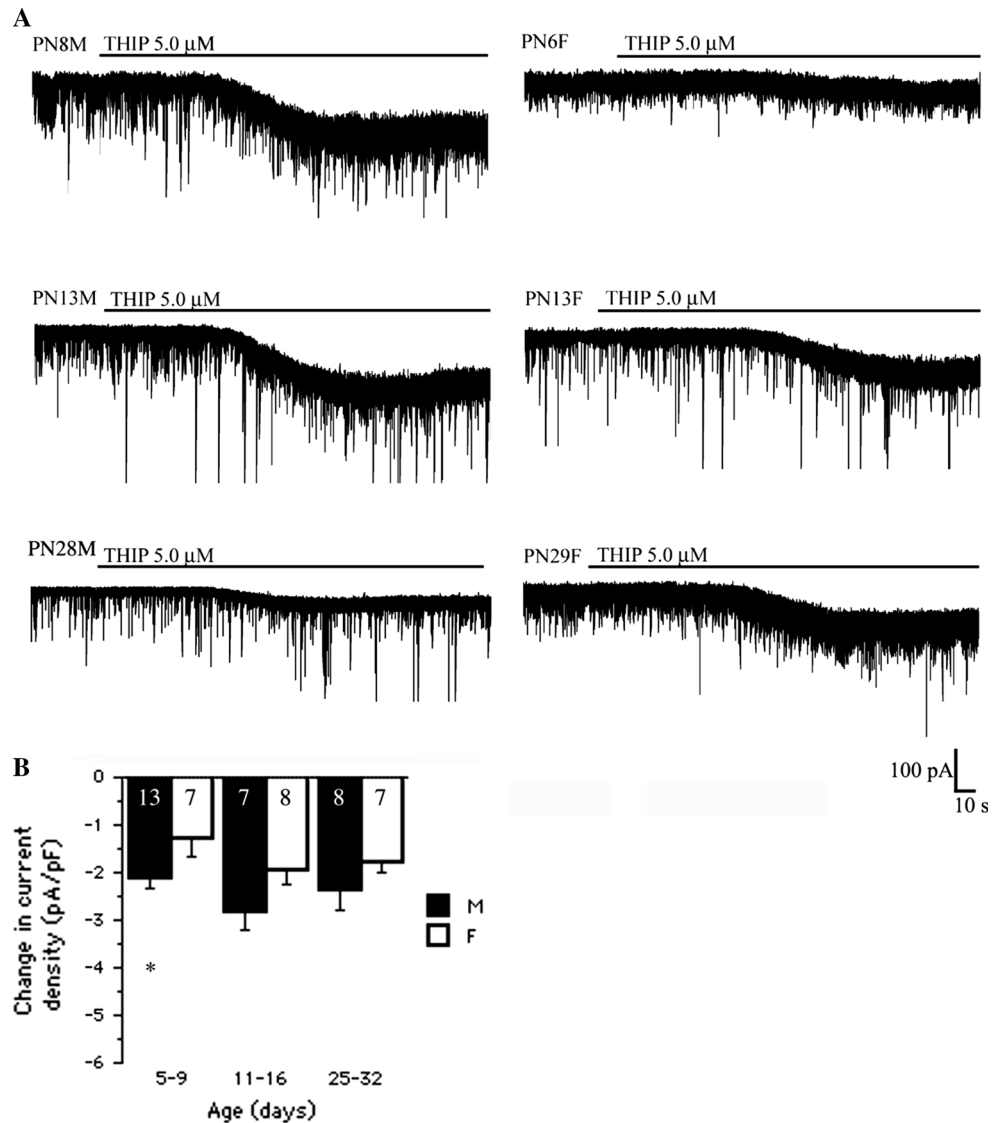 A
PN8M THIP 5.0 µM
PN6F THIP 5.0 µM
PN13M THIP 5.0 µM
PN13F THIP 5.0 µM
PN28M THIP 5.0 µM
PN29F THIP 5.0 µM
100 pA
10 s
B
Change in current
density (pA/pF)
0
-1
-2
-3
-4
-5
-6
13 7 7 8 8 7
*
M
F
5-9 11-16 25-32
Age (days)